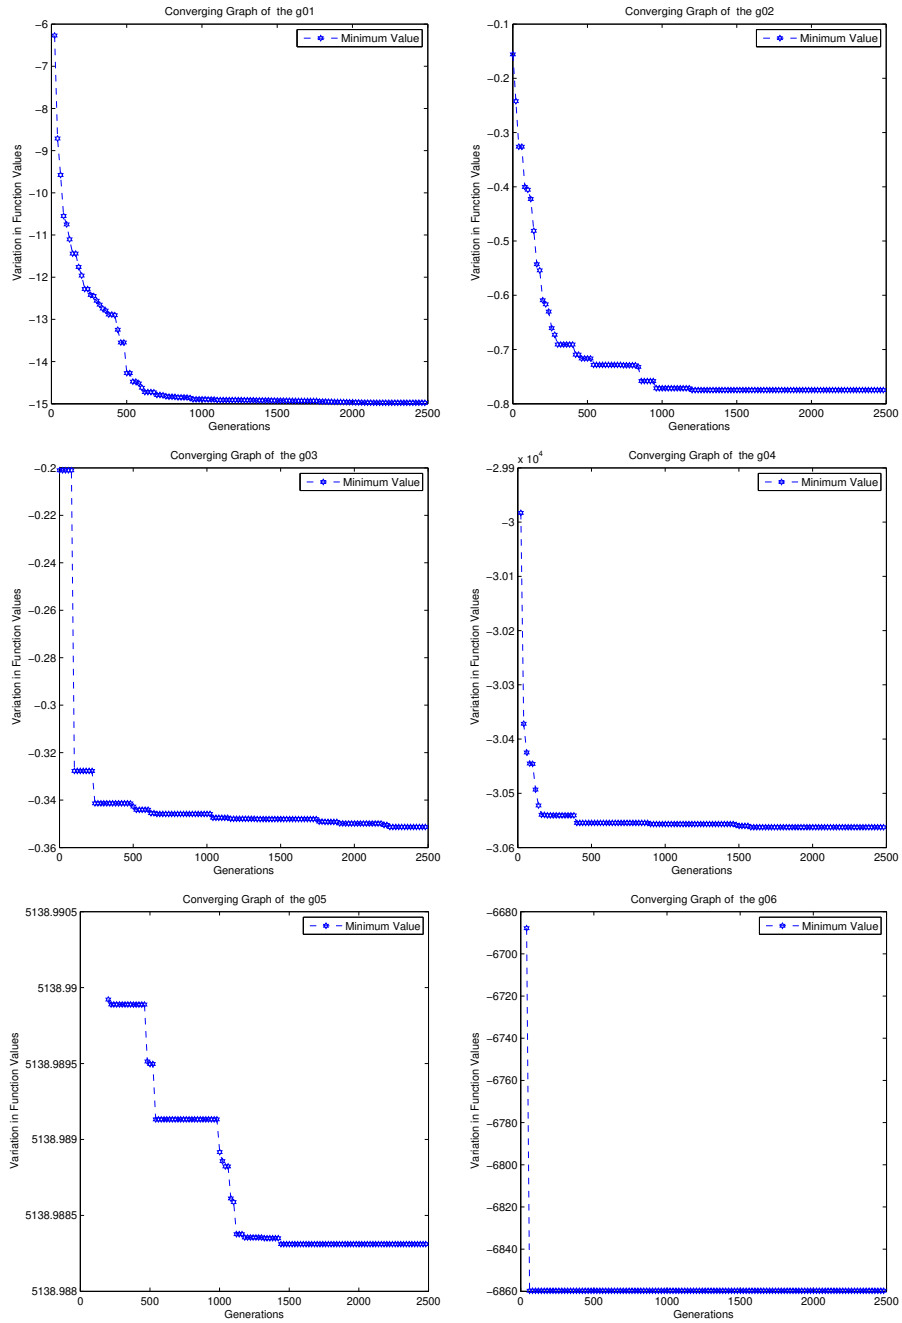 Converging Graph of the g01
−6
−7
−8
−9
−10
−11
−12
−13
−14
−15
Variation in Function Values
Minimum Value
0 500 1000 1500 2000 2500
Generations
Converging Graph of the g02
−0.1
−0.2
−0.3
−0.4
−0.5
−0.6
−0.7
−0.8
Variation in Function Values
Minimum Value
0 500 1000 1500 2000 2500
Generations
Converging Graph of the g03
−0.2
−0.22
−0.24
−0.26
−0.28
−0.3
−0.32
−0.34
−0.36
Variation in Function Values
Minimum Value
0 500 1000 1500 2000 2500
Generations
Converging Graph of the g04
x 10^4
−2.99
−3
−3.01
−3.02
−3.03
−3.04
−3.05
−3.06
Variation in Function Values
Minimum Value
0 500 1000 1500 2000 2500
Generations
Converging Graph of the g05
5138.9905
5138.99
5138.9895
5138.989
5138.9885
5138.988
Variation in Function Values
Minimum Value
0 500 1000 1500 2000 2500
Generations
Converging Graph of the g06
−6680
−6700
−6720
−6740
−6760
−6780
−6800
−6820
−6840
−6860
Variation in Function Values
Minimum Value
0 500 1000 1500 2000 2500
Generations